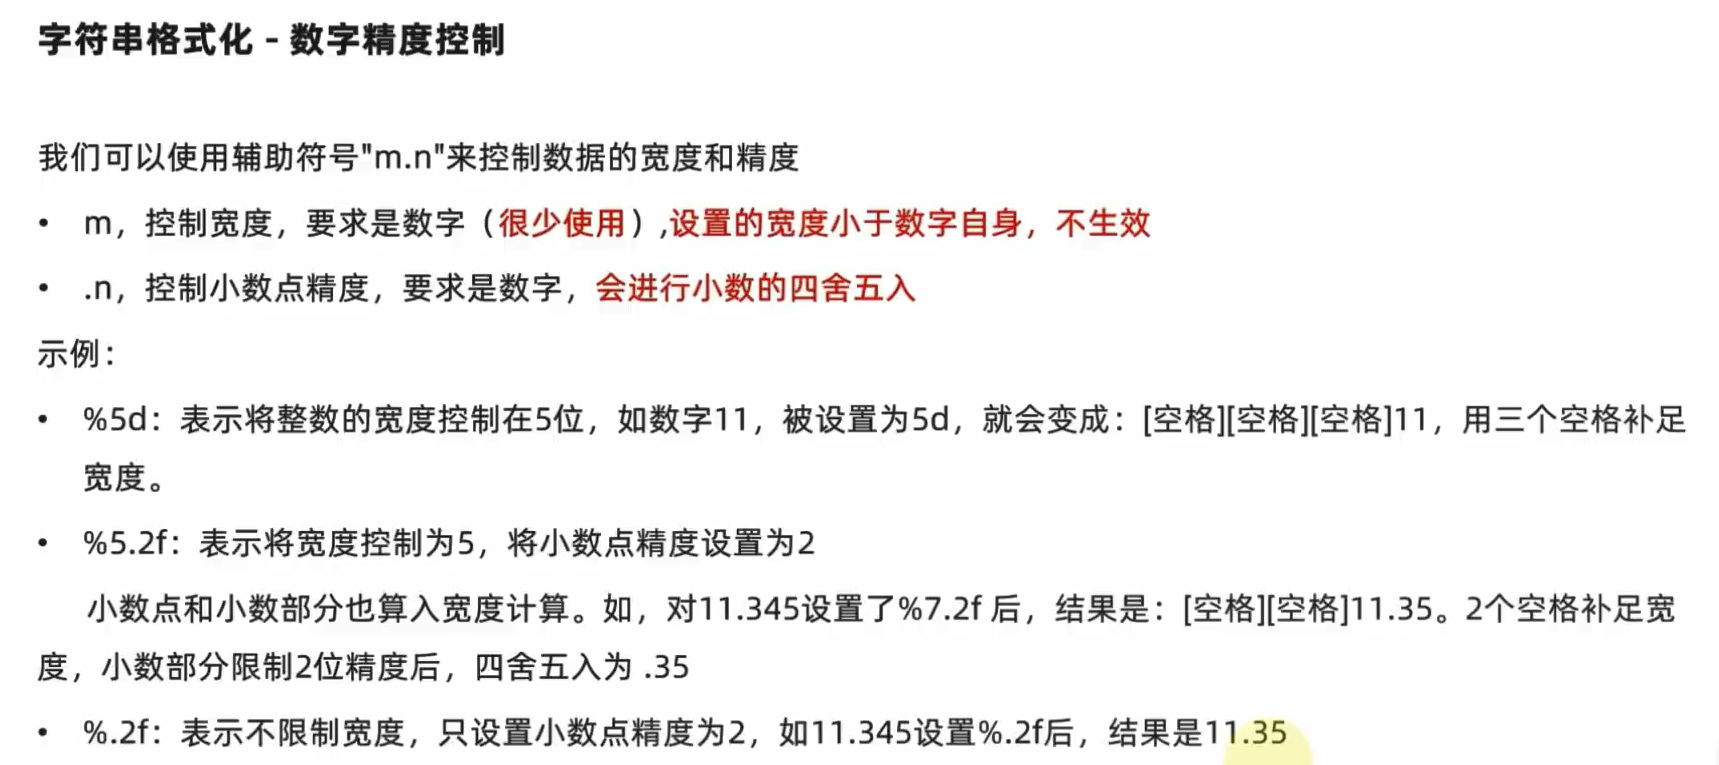 字符串格式化 - 数字精度控制
我们可以使用辅助符号"m.n"来控制数据的宽度和精度
• m，控制宽度，要求是数字（很少使用）,设置的宽度小于数字自身，不生效
• .n，控制小数点精度，要求是数字，会进行小数的四舍五入
示例：
• %5d：表示将整数的宽度控制在5位，如数字11，被设置为5d，就会变成：[空格][空格][空格]11，用三个空格补足
宽度。
• %5.2f：表示将宽度控制为5，将小数点精度设置为2
小数点和小数部分也算入宽度计算。如，对11.345设置了%7.2f 后，结果是：[空格][空格]11.35。2个空格补足宽
度，小数部分限制2位精度后，四舍五入为 .35
• %.2f：表示不限制宽度，只设置小数点精度为2，如11.345设置%.2f后，结果是11.35